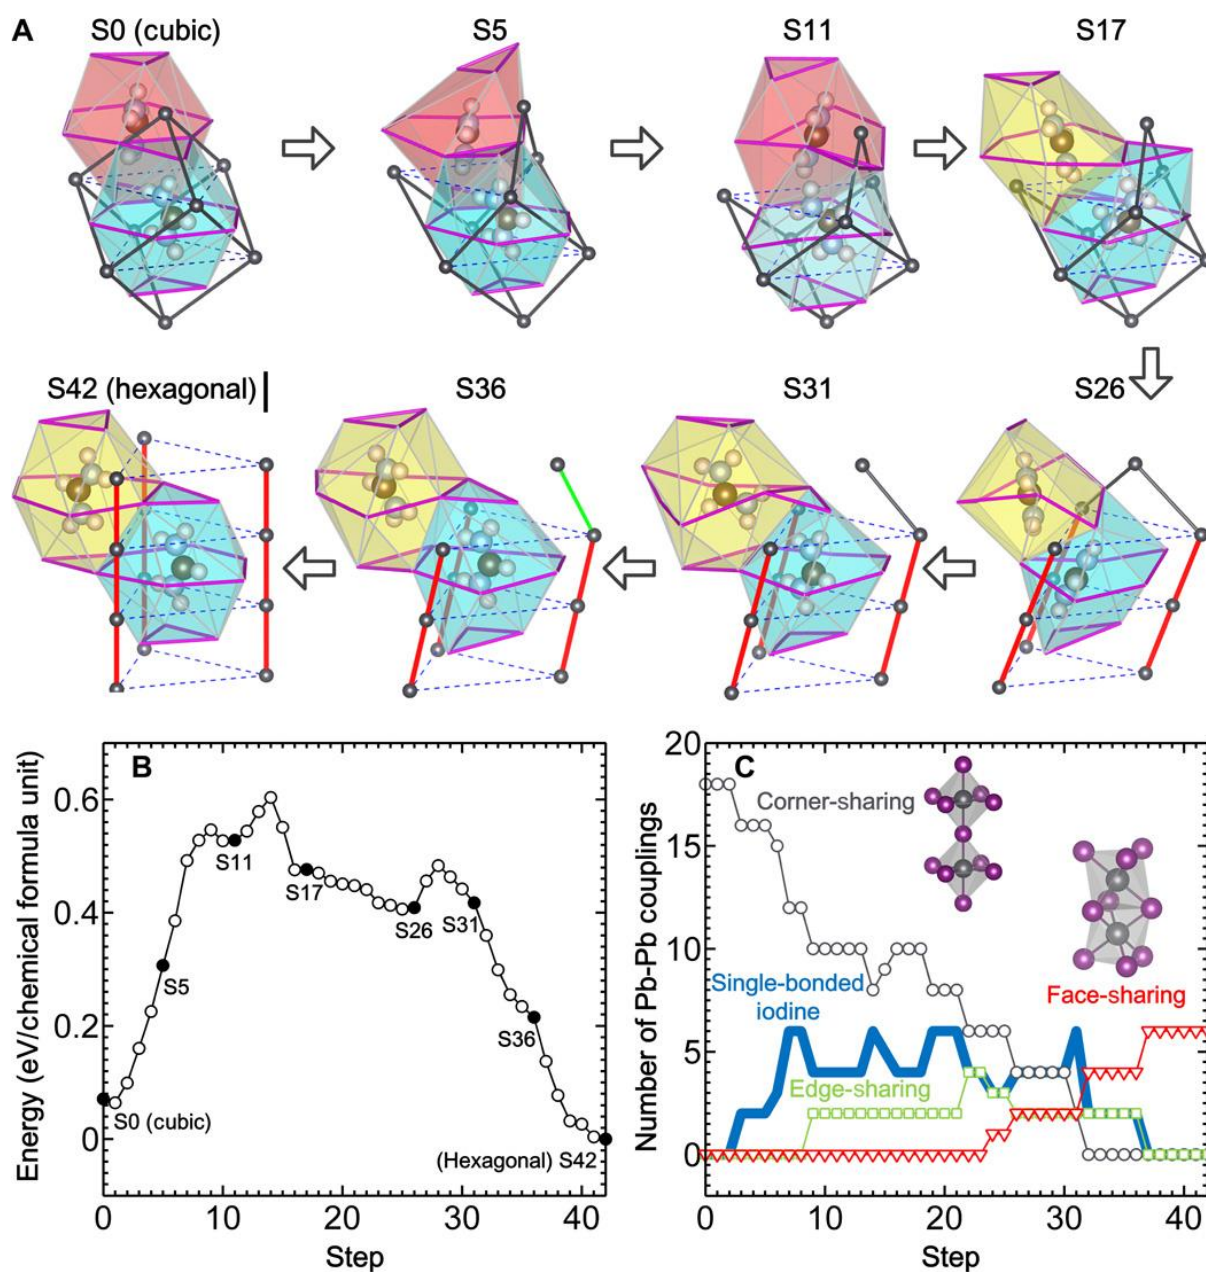 A
S0 (cubic)
S5
S11
S17
S42 (hexagonal)
S36
S31
S26
B
Energy (eV/chemical formula unit)
0.6
0.4
0.2
0
S0 (cubic)
S5
S11
S17
S26
S31
S36
(Hexagonal) S42
0
10
20
30
40
Step
C
Number of Pb-Pb couplings
20
15
10
5
0
Corner-sharing
Single-bonded
iodine
Edge-sharing
Face-sharing
0
10
20
30
40
Step